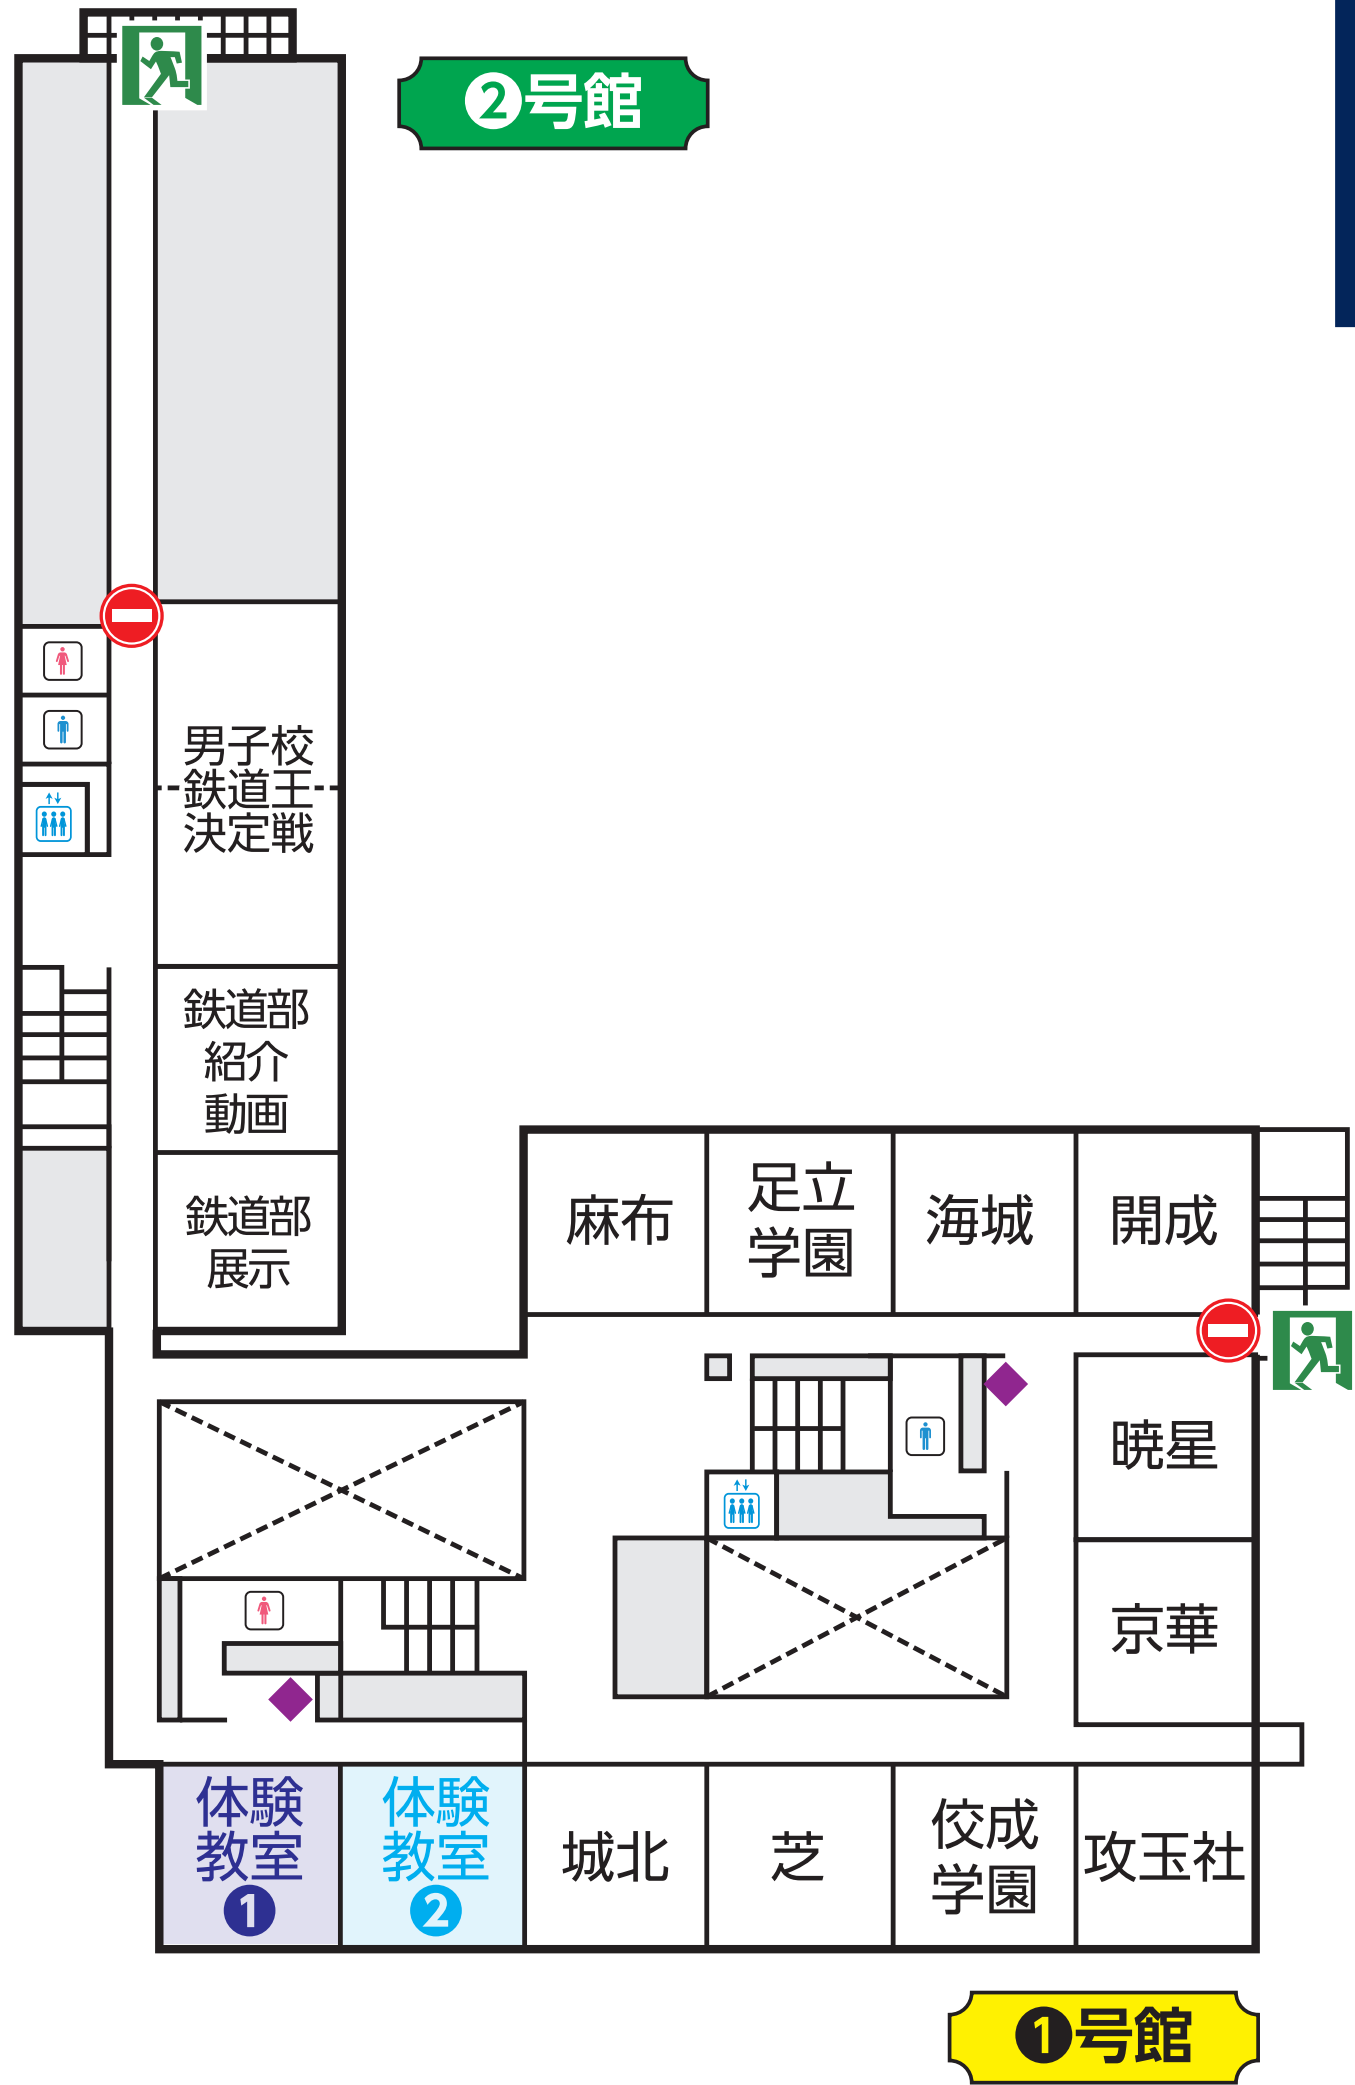 ❷号館
男子校
鉄道王
決定戦
鉄道部
紹介
動画
鉄道部
展示
麻布
足立
学園
海城
開成
暁星
京華
体験
教室
❶
体験
教室
❷
城北
芝
佼成
学園
攻玉社
❶号館